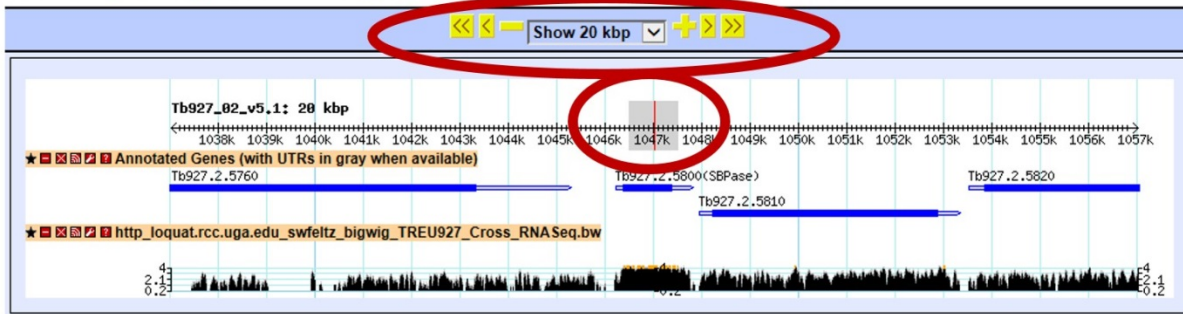 << < Show 20 kbp > >>
Tb927_02_v5.1: 20 kbp
1038k 1039k 1040k 1041k 1042k 1043k 1044k 1045k 1046k 1047k 1048k 1049k 1050k 1051k 1052k 1053k 1054k 1055k 1056k 1057k
Annotated Genes (with UTRs in gray when available)
Tb927.2.5760 Tb927.2.5800(SBPase) Tb927.2.5820
Tb927.2.5810
http_loquat.rcc.uga.edu_swfeltz_bigwig_TREU927_Cross_RNASeq.bw
4 4 4
2.1 2.1
0.2 0.2 0.2